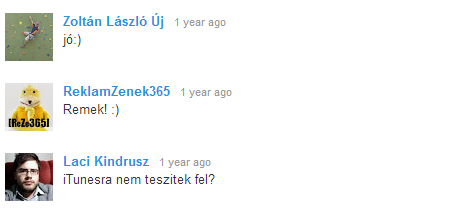 Zoltán László Új 1 year ago
jó:)
ReklamZenek365 1 year ago
Remek! :)
[ReZe365]
Laci Kindrusz 1 year ago
iTunesra nem teszitek fel?